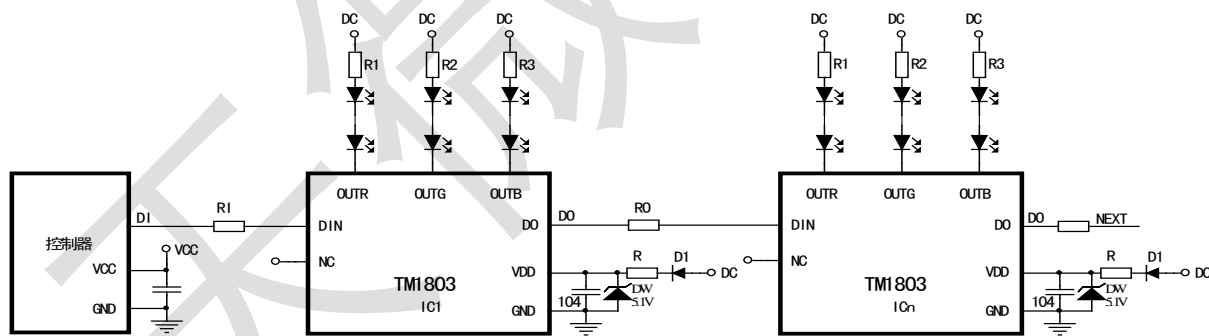 DC DC DC DC DC DC
R1 R2 R3 R1 R2 R3
OUTR OUTG OUTB OUTR OUTG OUTB
DI RI DIN DO DO RO DIN DO DO NEXT
控制器 VCC NC NC
VCC VDD R D1 DC VDD R D1 DC
TM1803 TM1803
GND IC1 GND 104 DW 5.1V ICn GND 104 DW 5.1V